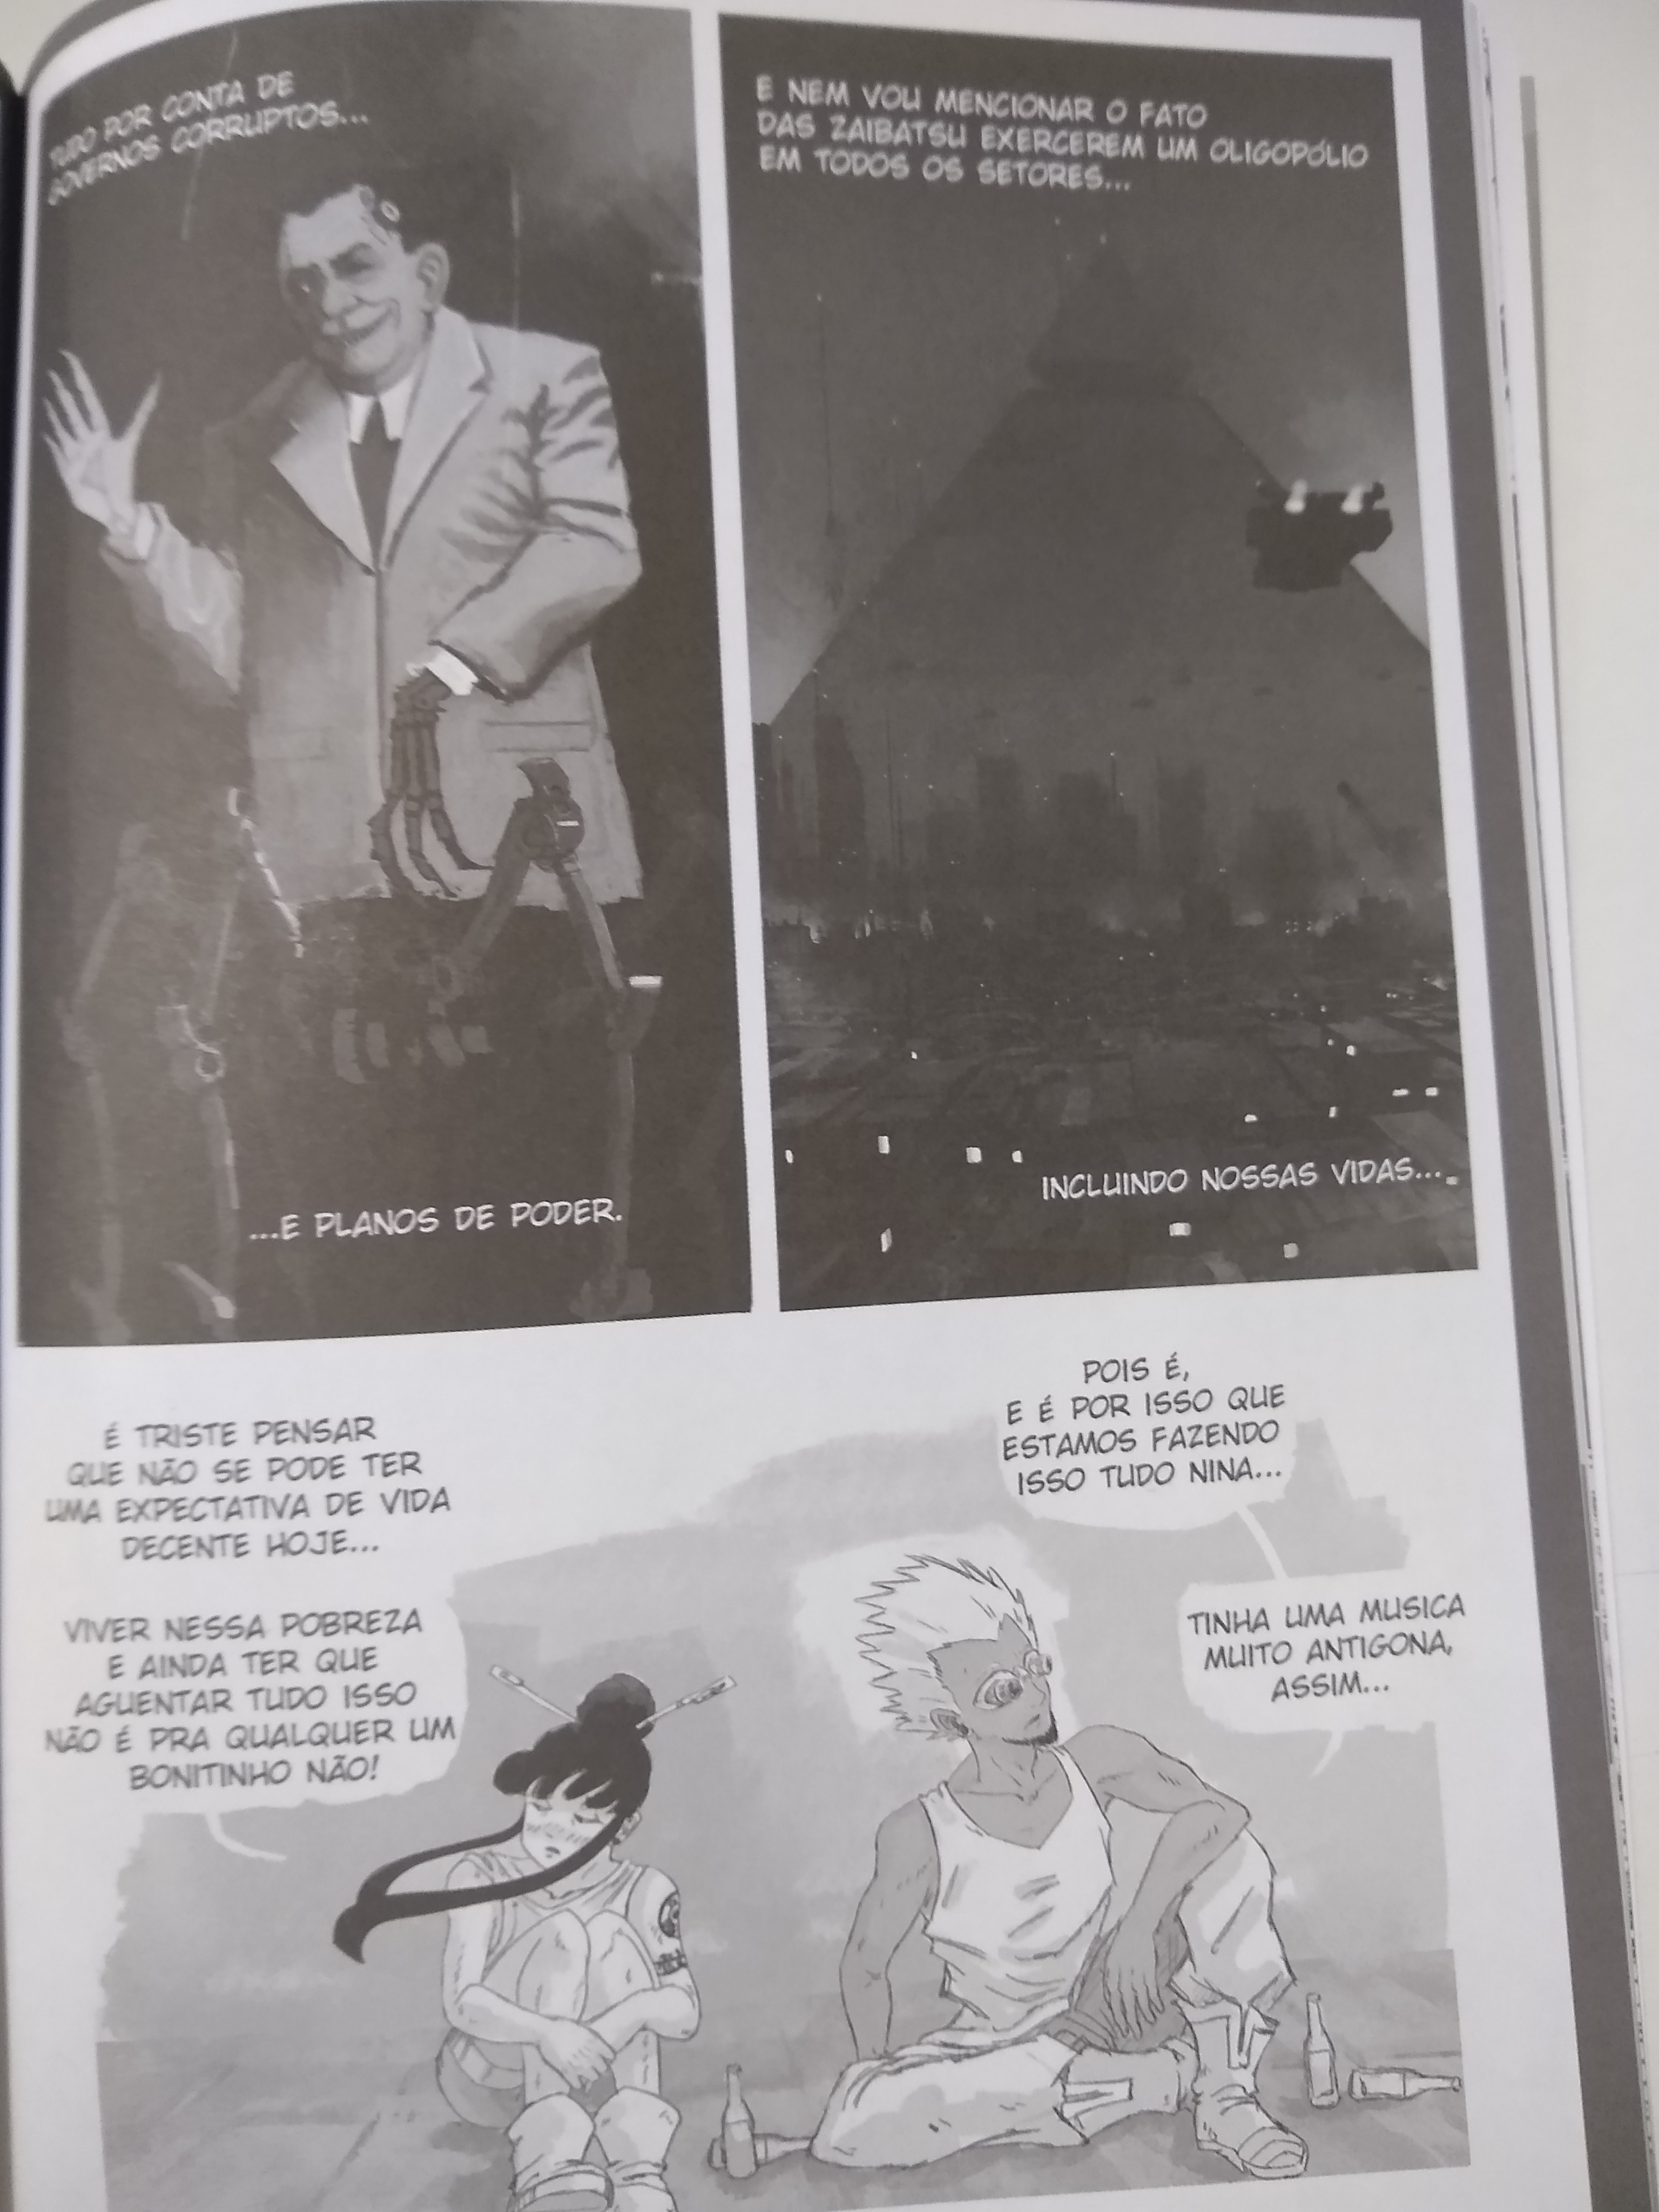 TUDO POR CONTA DE
GOVERNOS CORRUPTOS...
...E PLANOS DE PODER.
E NEM VOU MENCIONAR O FATO
DAS ZAIBATSU EXERCEREM UM OLIGOPÓLIO
EM TODOS OS SETORES...
INCLUINDO NOSSAS VIDAS...
É TRISTE PENSAR
QUE NÃO SE PODE TER
UMA EXPECTATIVA DE VIDA
DECENTE HOJE...
VIVER NESSA POBREZA
E AINDA TER QUE
AGUENTAR TUDO ISSO
NÃO É PRA QUALQUER UM
BONITINHO NÃO!
POIS É,
E É POR ISSO QUE
ESTAMOS FAZENDO
ISSO TUDO NINA...
TINHA UMA MUSICA
MUITO ANTIGONA,
ASSIM...